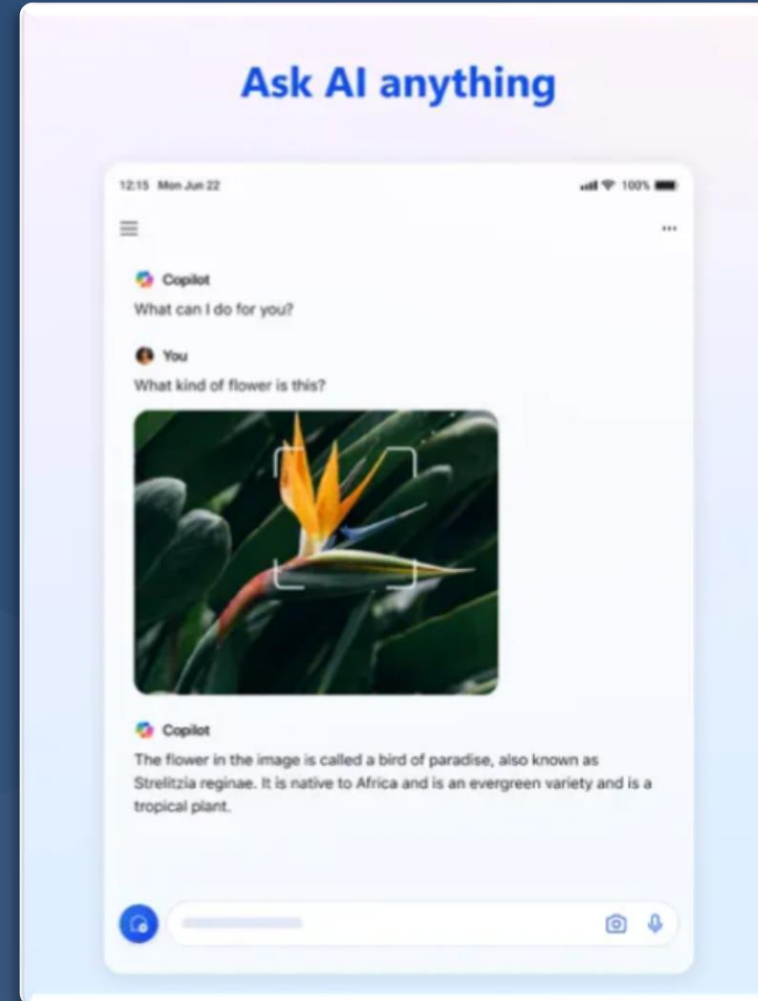 Ask AI anything
12:15 Mon Jun 22 100%
Copilot
What can I do for you?
You
What kind of flower is this?
Copilot
The flower in the image is called a bird of paradise, also known as
Strelitzia reginae. It is native to Africa and is an evergreen variety and is a
tropical plant.